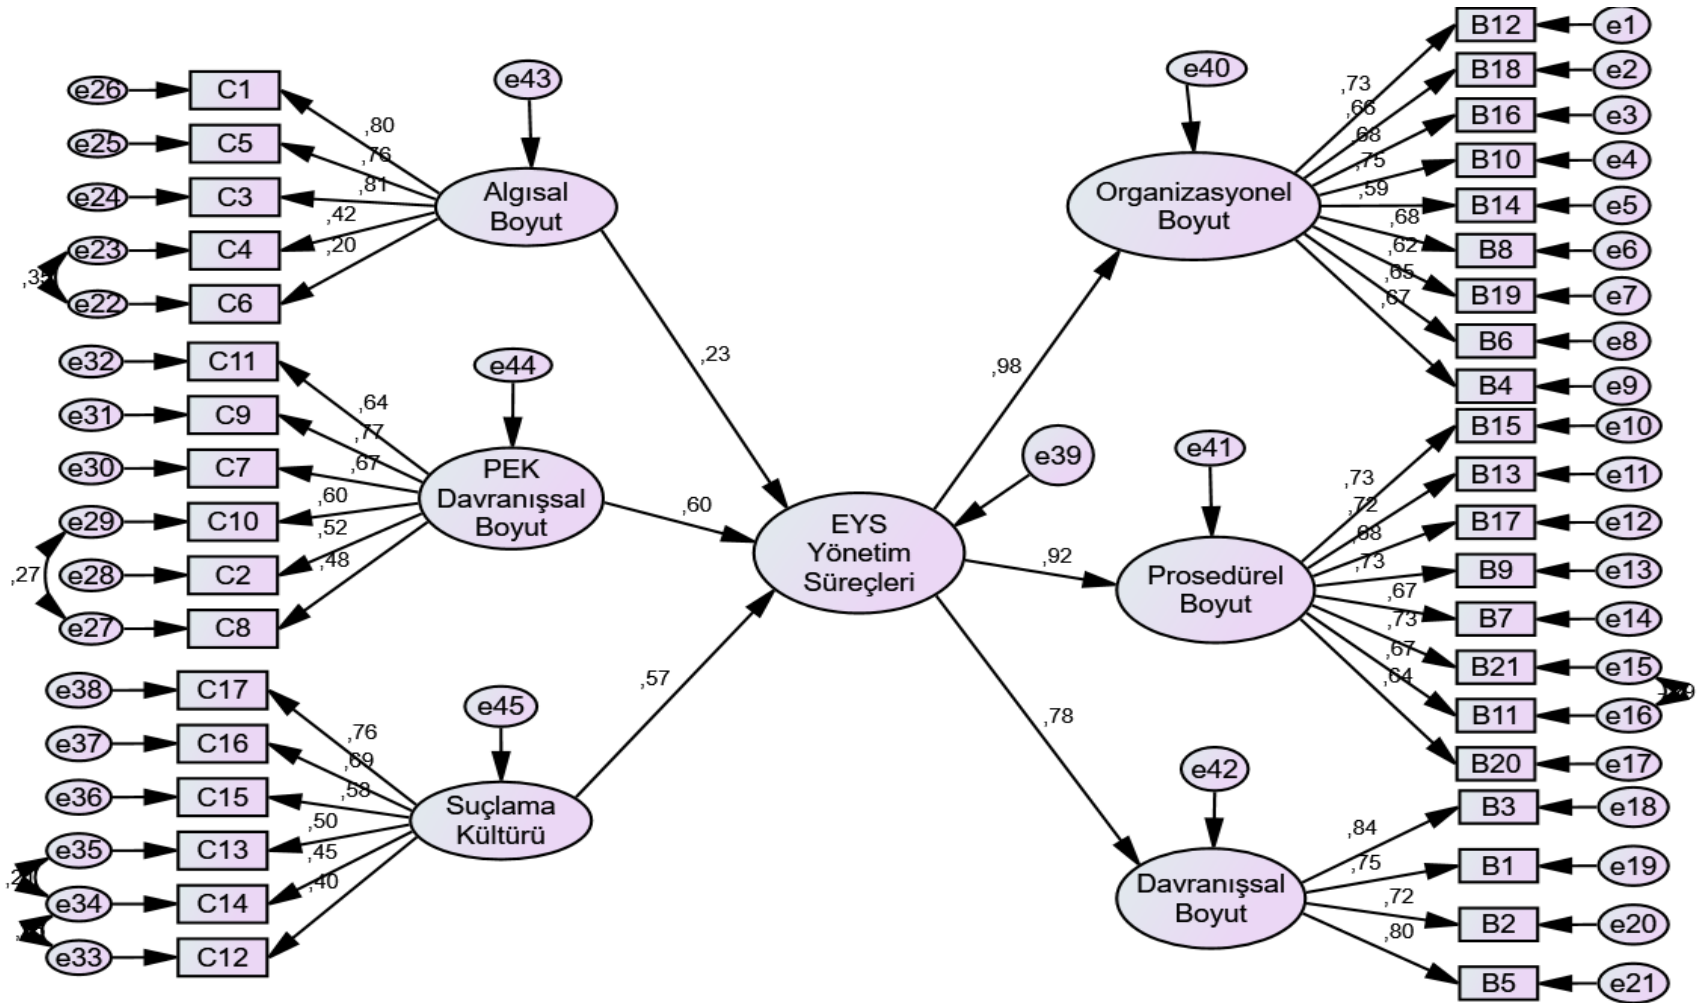 e26
C1
e25
C5
e24
C3
e23
C4
e22
C6
,80
,76
,81
,42
,20
e43
Algısal
Boyut
,23
e32
C11
e31
C9
e30
C7
e29
C10
e28
C2
e27
C8
,27
,64
,77
,67
,60
,52
,48
e44
PEK
Davranışsal
Boyut
,60
e38
C17
e37
C16
e36
C15
e35
C13
e34
C14
e33
C12
,76
,69
,58
,50
,45
,40
e45
Suçlama
Kültürü
,57
EYS
Yönetim
Süreçleri
e39
,98
,92
,78
e40
Organizasyonel
Boyut
,73
,66
,68
,75
,59
,68
,62
,65
,67
B12
e1
B18
e2
B16
e3
B10
e4
B14
e5
B8
e6
B19
e7
B6
e8
B4
e9
e41
Prosedürel
Boyut
,73
,72
,68
,73
,67
,73
,67
,64
B15
e10
B13
e11
B17
e12
B9
e13
B7
e14
B21
e15
B11
e16
B20
e17
e42
Davranışsal
Boyut
,84
,75
,72
,80
B3
e18
B1
e19
B2
e20
B5
e21